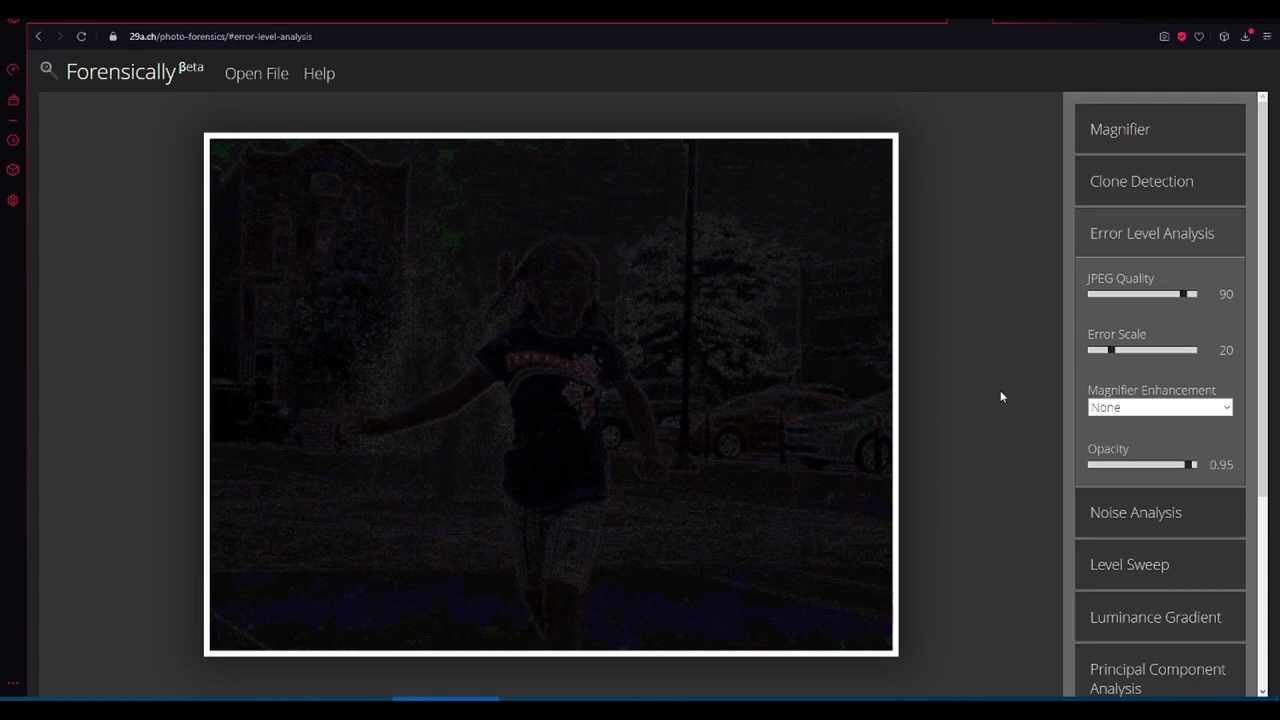 29a.ch/photo-forensics/#error-level-analysis
Forensically βeta
Open File
Help
Magnifier
Clone Detection
Error Level Analysis
JPEG Quality
90
Error Scale
20
Magnifier Enhancement
None
Opacity
0.95
Noise Analysis
Level Sweep
Luminance Gradient
Principal Component
Analysis